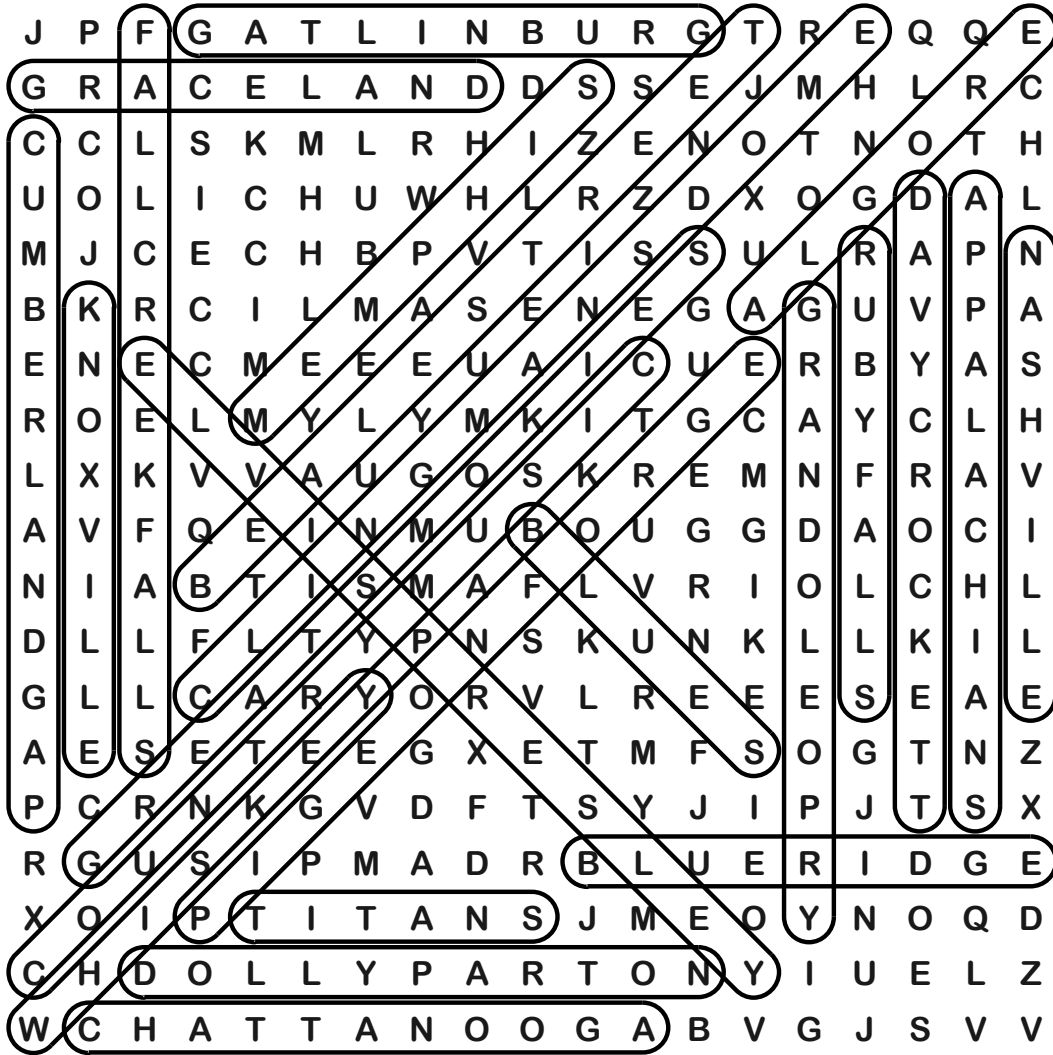 J P F G A T L I N B U R G T R E Q Q E
G R A C E L A N D D S S E J M H L R C
C C L S K M L R H I Z E N O T N O T H
U O L I C H U W H L R Z D X O G D A L
M J C E C H B P V T I S S U L R A P N
B K R C I L M A S E N E G A G U V P A
E N E C M E E E U A I C U E R B Y A S
R O E L M Y L Y M K I T G C A Y C L H
L X K V V A U G O S K R E M N F R A V
A V F Q E I N M U B O U G G D A O C I
N I A B T I S M A F L V R I O L C H L
D L L F L T Y P N S K U N K L L K I L
G L L C A R Y O R V L R E E E S E A E
A E S E T E E G X E T M F S O G T N Z
P C R N K G V D F T S Y J I P J T S X
R G U S I P M A D R B L U E R I D G E
X O I P T I T A N S J M E O Y N O Q D
C H D O L L Y P A R T O N Y I U E L Z
W C H A T T A N O O G A B V G J S V V